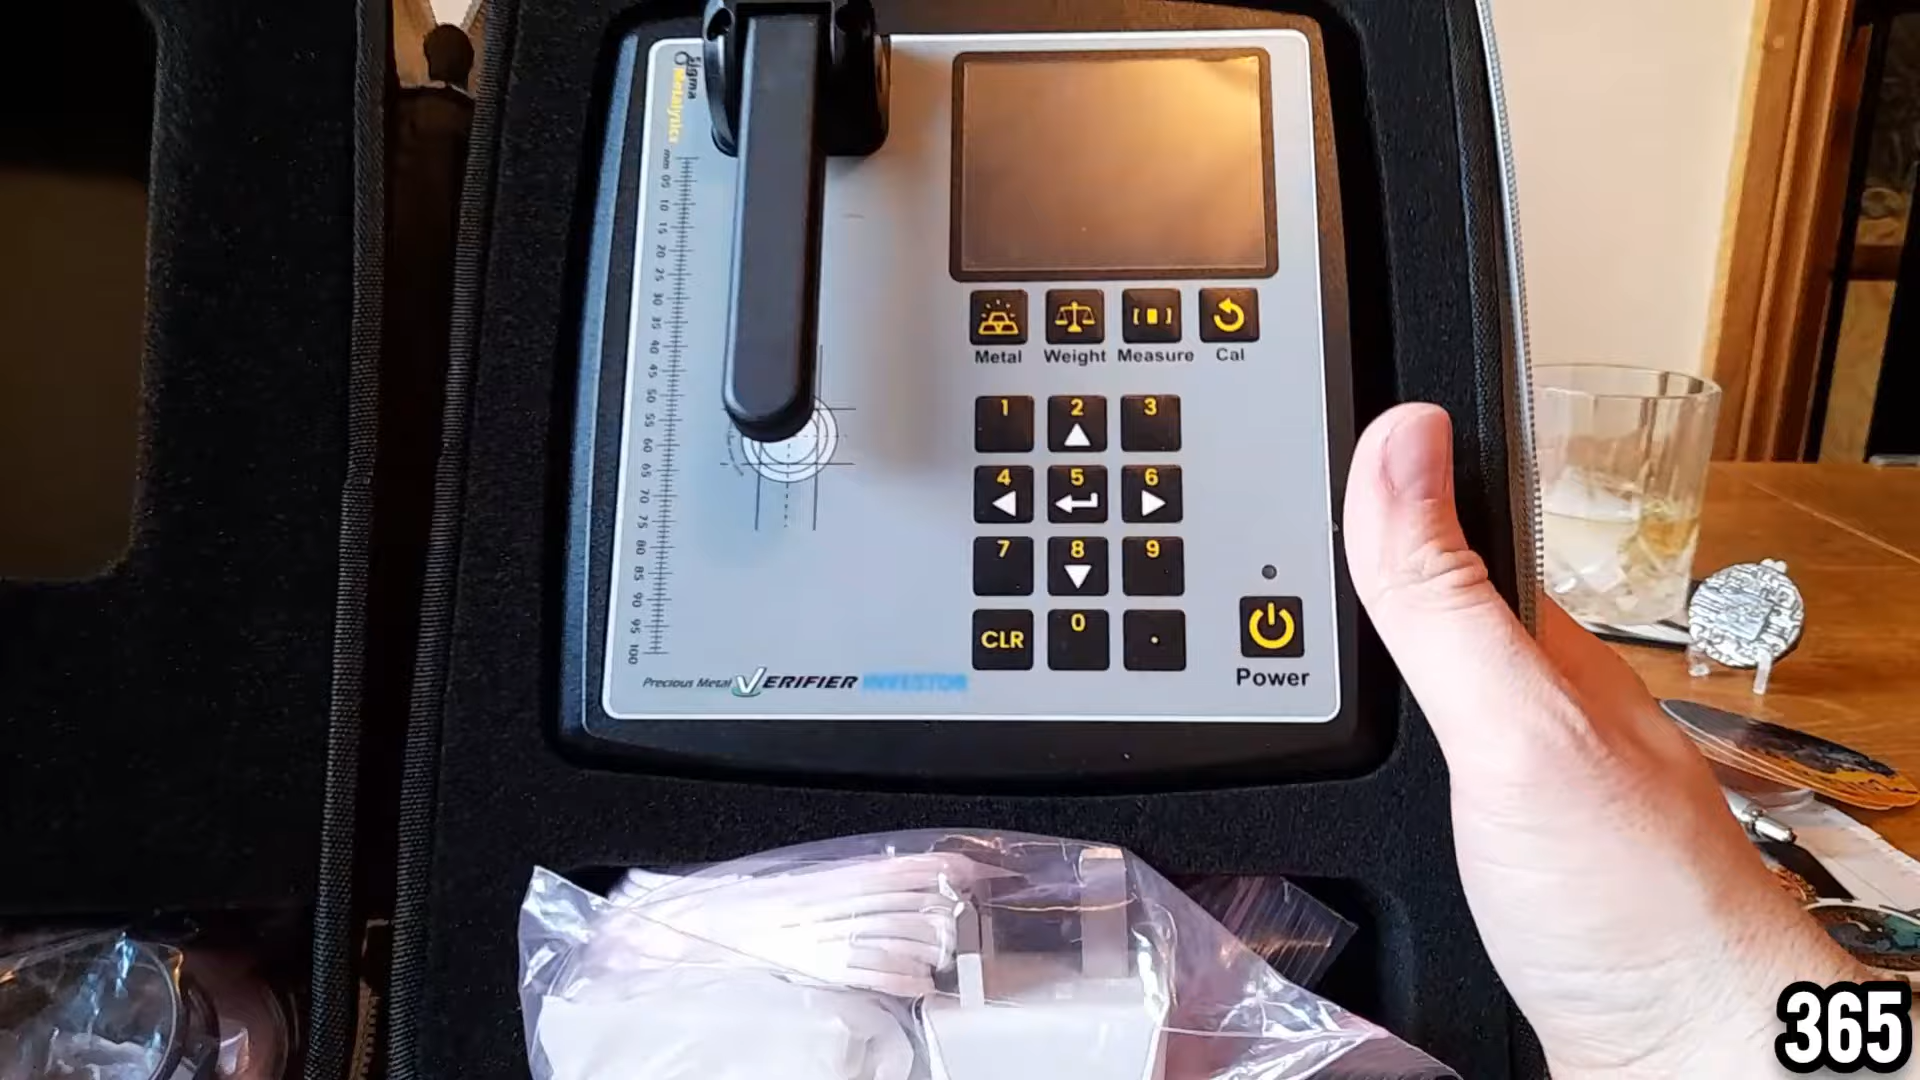 Sigma
Metalytics
mm 05 10 15 20 25 30 35 40 45 50 55 60 65 70 75 80 85 90 95 100
Metal Weight Measure Cal
1 2 3
4 5 6
7 8 9
CLR 0 .
Power
Precious Metal VERIFIER INVESTOR
365